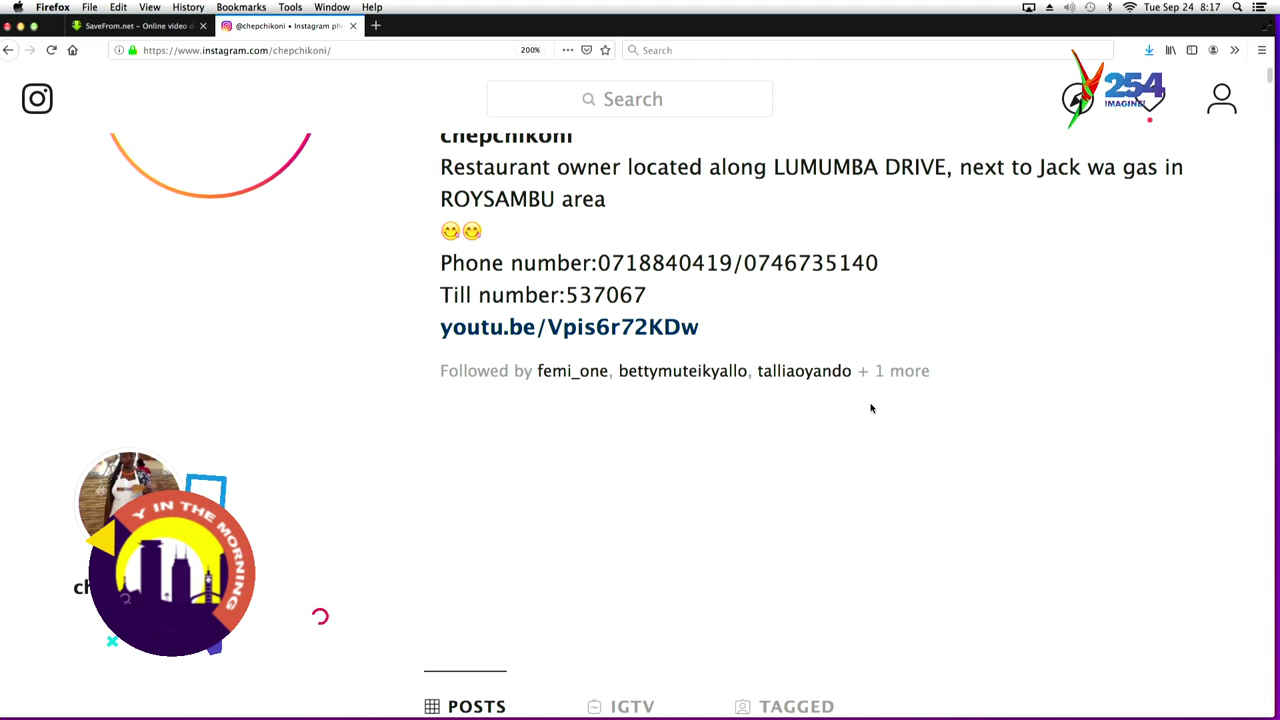 Firefox File Edit View History Bookmarks Tools Window Help Tue Sep 24 8:17
SaveFrom.net - Online video d @chepchikoni • Instagram pho
https://www.instagram.com/chepchikoni/ 200% Search
Search
254
IMAGINE!
chepchikoni
Restaurant owner located along LUMUMBA DRIVE, next to Jack wa gas in
ROYSAMBU area
Phone number:0718840419/0746735140
Till number:537067
youtu.be/Vpis6r72KDw
Followed by femi_one, bettymuteikyallo, talliaoyando + 1 more
Y IN THE MORNING
ch
POSTS IGTV TAGGED